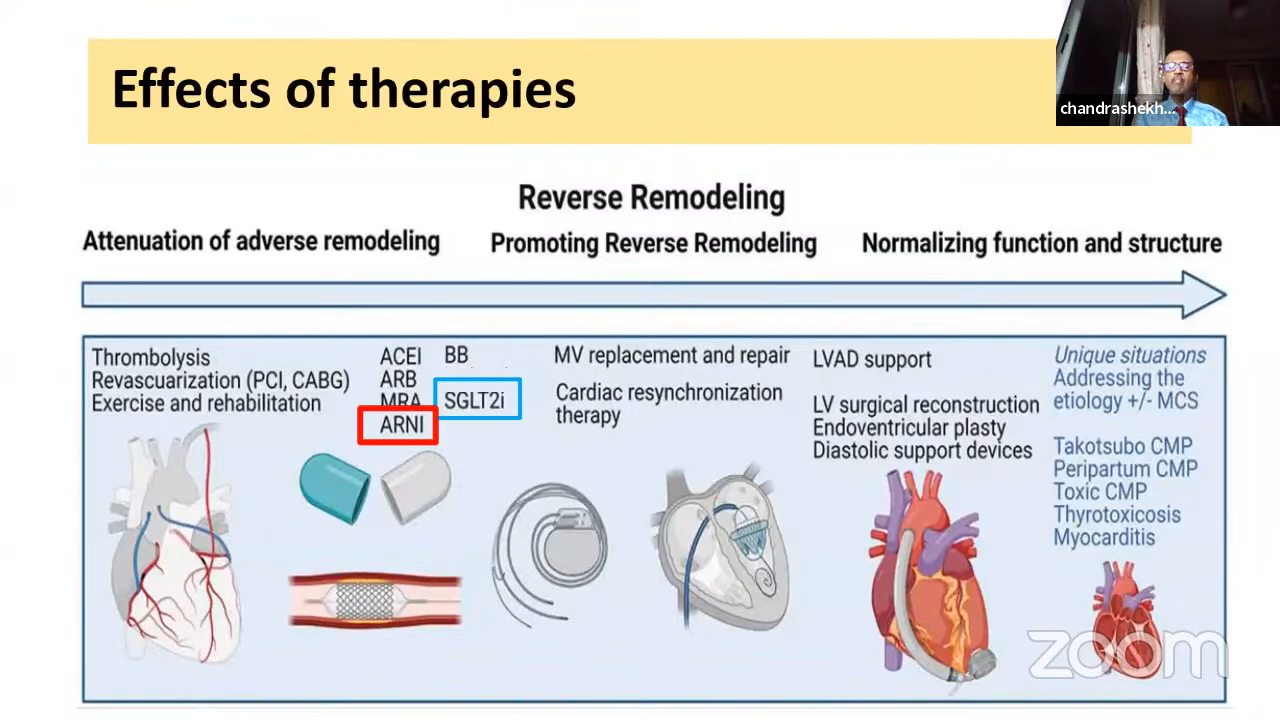 Effects of therapies
chandrashekh...
Reverse Remodeling
Attenuation of adverse remodeling
Promoting Reverse Remodeling
Normalizing function and structure
Thrombolysis
Revascuarization (PCI, CABG)
Exercise and rehabilitation
ACEI
ARB
MRA
ARNI
BB
SGLT2i
MV replacement and repair
Cardiac resynchronization
therapy
LVAD support
LV surgical reconstruction
Endoventricular plasty
Diastolic support devices
Unique situations
Addressing the
etiology +/- MCS
Takotsubo CMP
Peripartum CMP
Toxic CMP
Thyrotoxicosis
Myocarditis
zoom